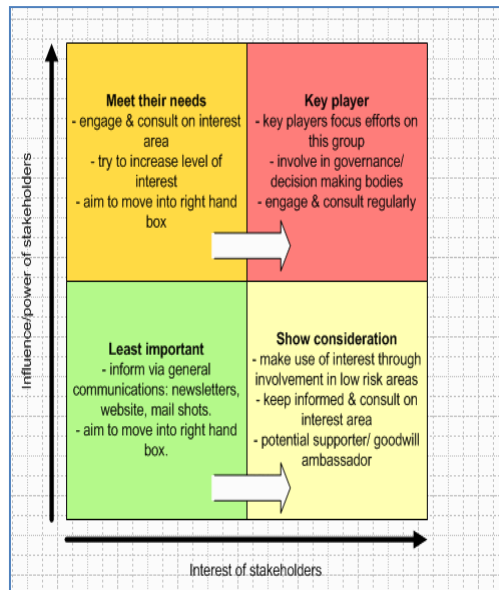 Influence/power of stakeholders
Meet their needs
- engage & consult on interest
area
- try to increase level of
interest
- aim to move into right hand
box
Key player
- key players focus efforts on
this group
- involve in governance/
decision making bodies
- engage & consult regularly
Least important
- inform via general
communications: newsletters,
website, mail shots.
- aim to move into right hand
box.
Show consideration
- make use of interest through
involvement in low risk areas
- keep informed & consult on
interest area
- potential supporter/ goodwill
ambassador
Interest of stakeholders